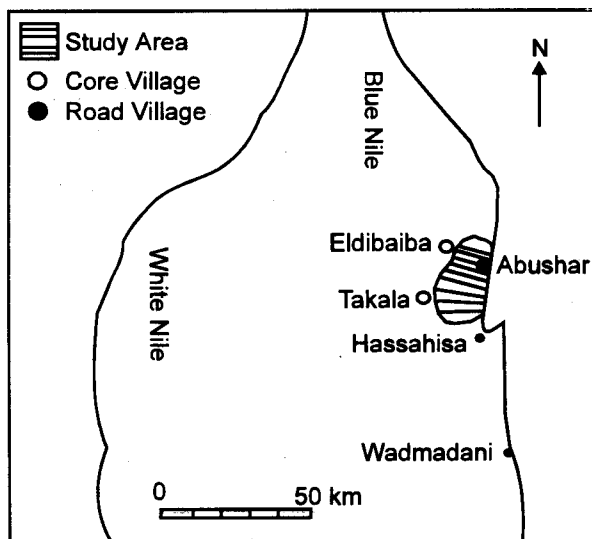 Study Area
Core Village
Road Village
N
Blue Nile
White Nile
Eldibaiba
Abushar
Takala
Hassahisa
Wadmadani
0
50 km